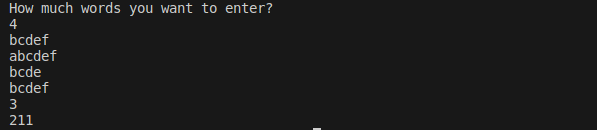 How much words you want to enter?
4
bcdef
abcdef
bcde
bcdef
3
211